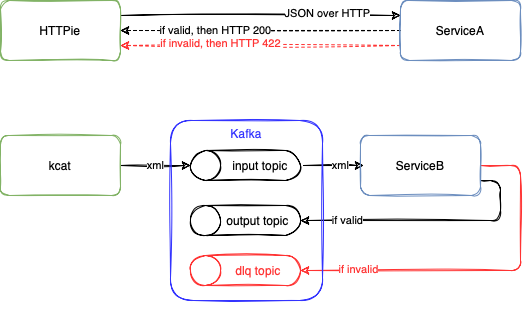 JSON over HTTP
HTTPie
ServiceA
if valid, then HTTP 200
if invalid, then HTTP 422
Kafka
kcat
xml
input topic
xml
ServiceB
output topic
if valid
dlq topic
if invalid